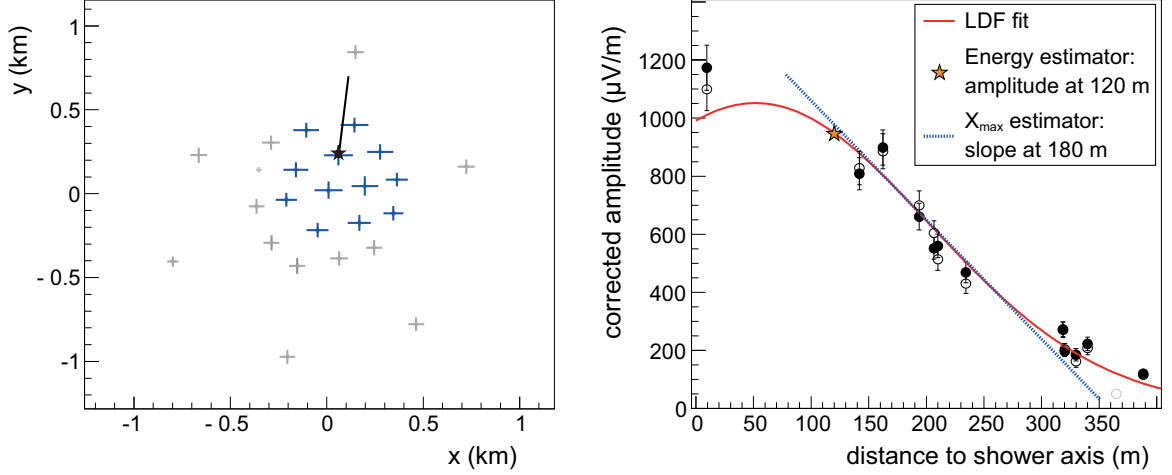 y (km)
1
0.5
0
- 0.5
-1
-1
- 0.5
0
0.5
1
x (km)
corrected amplitude (μV/m)
1200
1000
800
600
400
200
0
0
50
100
150
200
250
300
350
distance to shower axis (m)
LDF fit
Energy estimator:
amplitude at 120 m
Xmax estimator:
slope at 180 m